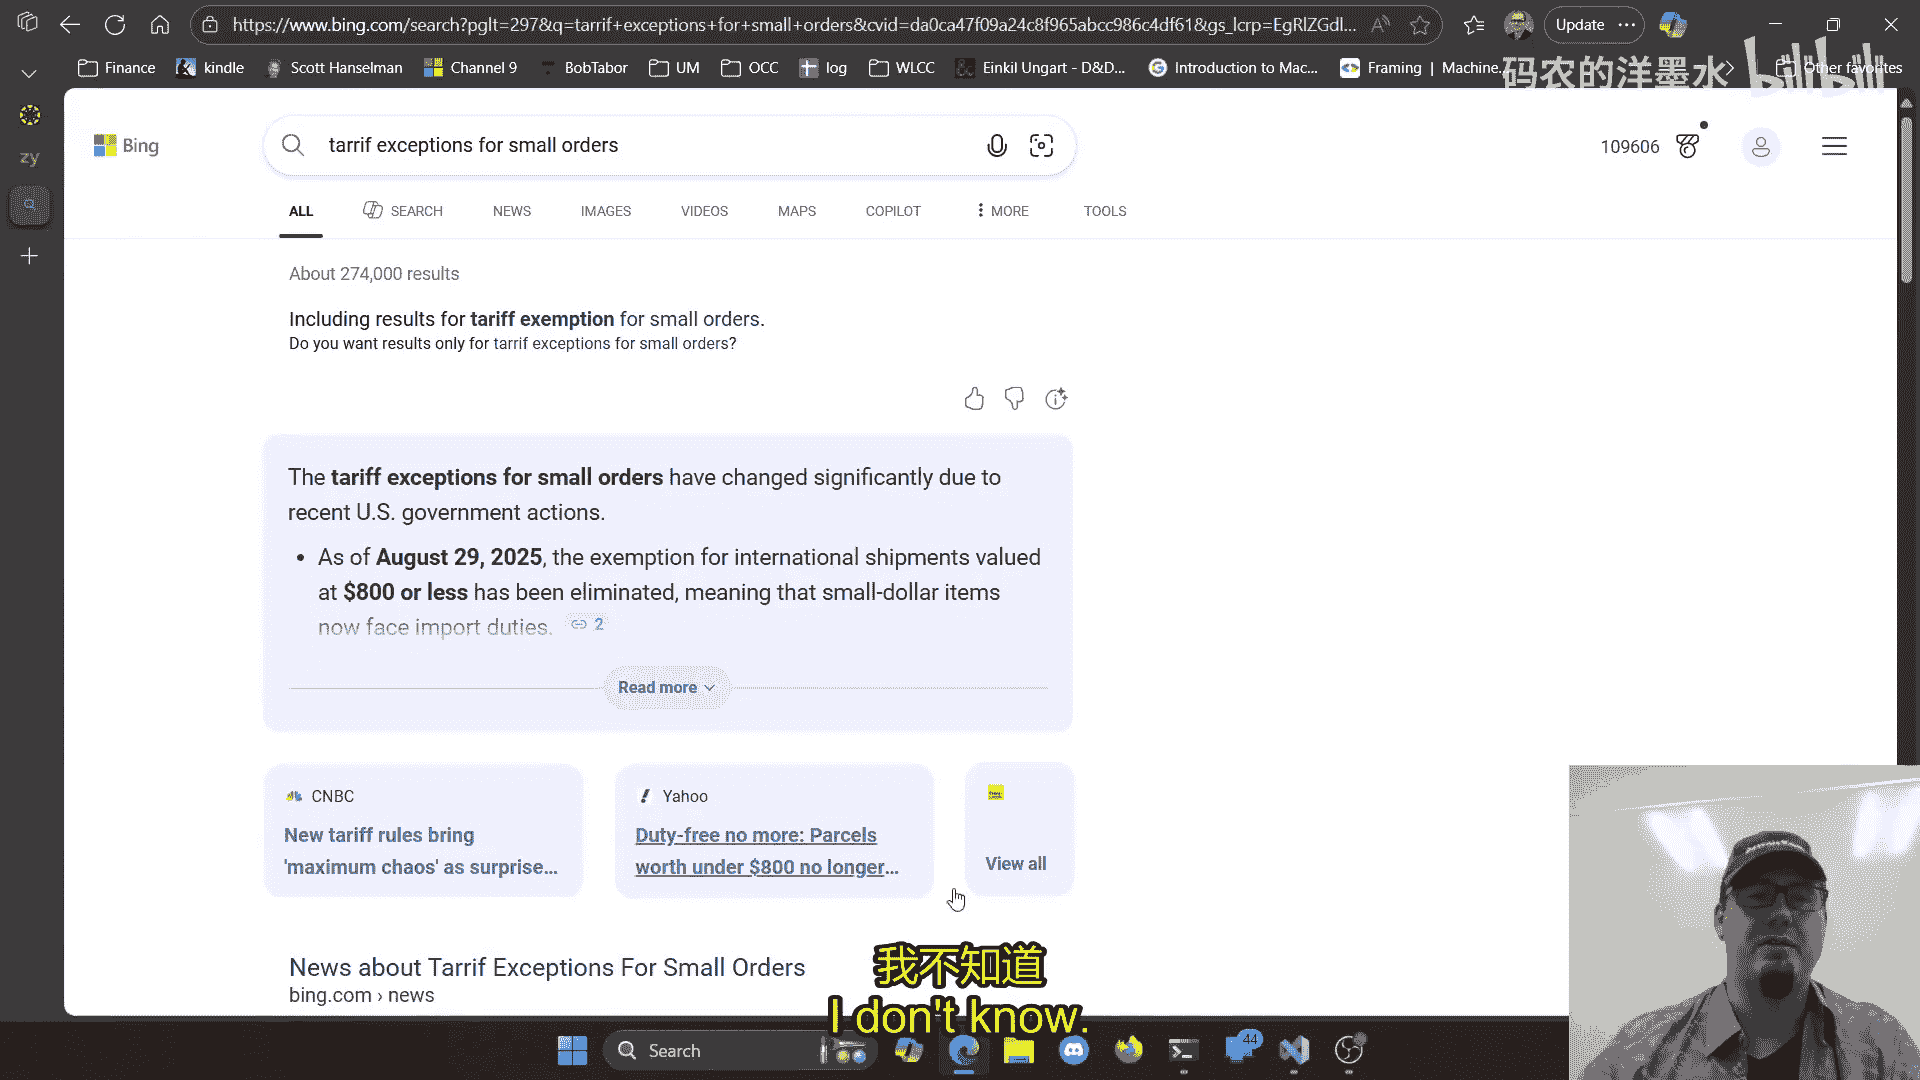 https://www.bing.com/search?pglt=297&q=tarrif+exceptions+for+small+orders&cvid=da0ca47f09a24c8f965abcc986c4df61&gs_lcrp=EgRlZGdl...
Update
Finance
kindle
Scott Hanselman
Channel 9
BobTabor
UM
OCC
log
WLCC
Einkil Ungart - D&D...
Introduction to Mac...
Framing | Machine...
Other favorites
码农的洋墨水
bilibili
zy
Bing
tarrif exceptions for small orders
109606
ALL
SEARCH
NEWS
IMAGES
VIDEOS
MAPS
COPILOT
MORE
TOOLS
About 274,000 results
Including results for tariff exemption for small orders.
Do you want results only for tarrif exceptions for small orders?
The tariff exceptions for small orders have changed significantly due to
recent U.S. government actions.
• As of August 29, 2025, the exemption for international shipments valued
at $800 or less has been eliminated, meaning that small-dollar items
now face import duties. 2
Read more
CNBC
New tariff rules bring
'maximum chaos' as surprise...
Yahoo
Duty-free no more: Parcels
worth under $800 no longer...
View all
News about Tarrif Exceptions For Small Orders
bing.com › news
我不知道
I don't know.
Search
44